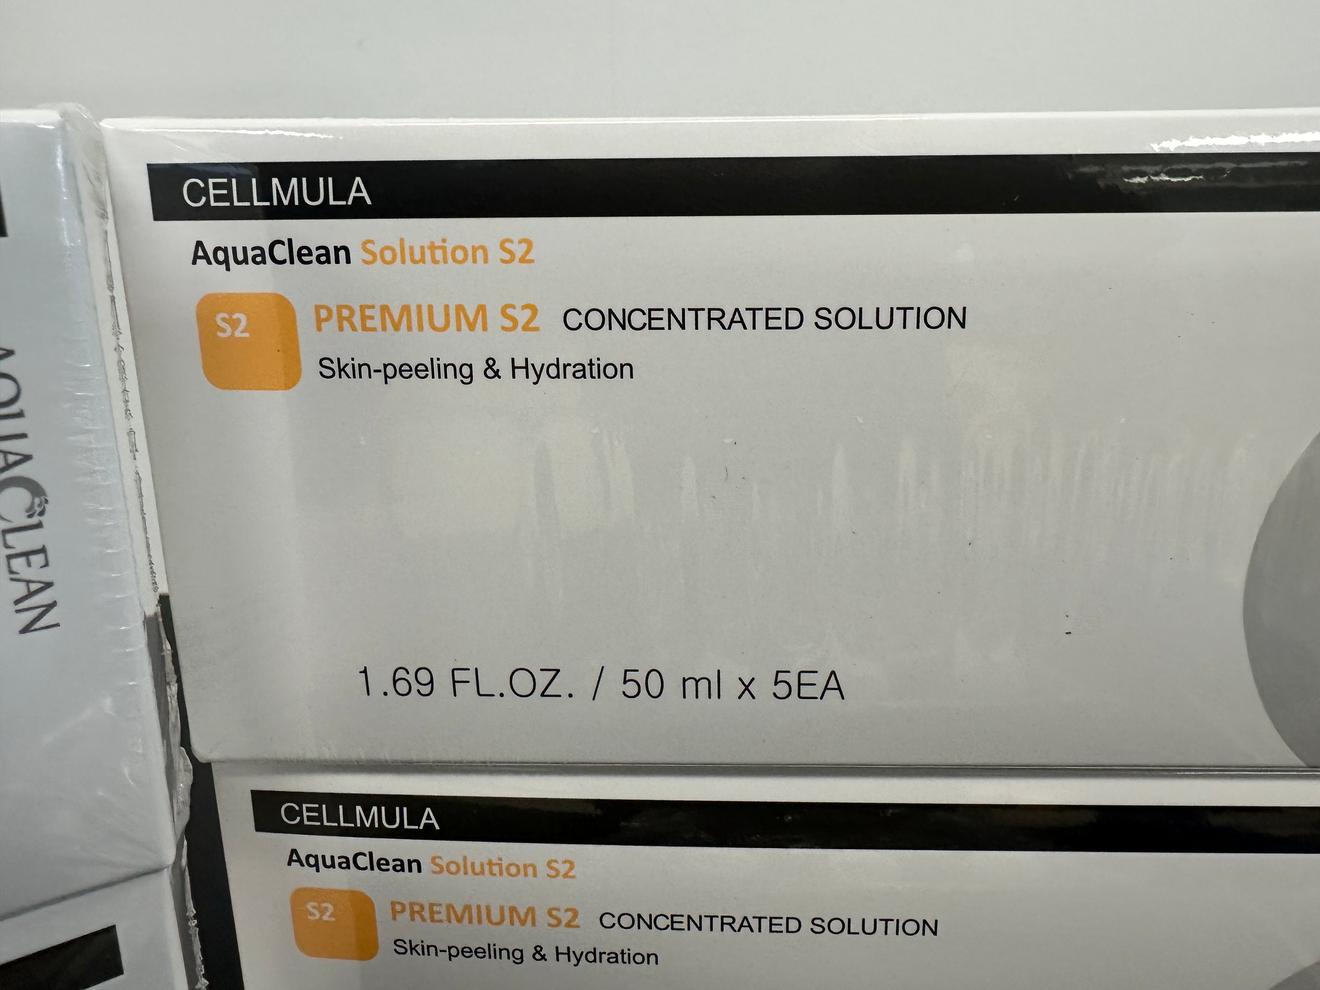 CELLMULA
AquaClean Solution S2
S2
PREMIUM S2 CONCENTRATED SOLUTION
Skin-peeling & Hydration
1.69 FL.OZ. / 50 ml x 5EA
AQUACLEAN
CELLMULA
AquaClean Solution S2
S2
PREMIUM S2 CONCENTRATED SOLUTION
Skin-peeling & Hydration